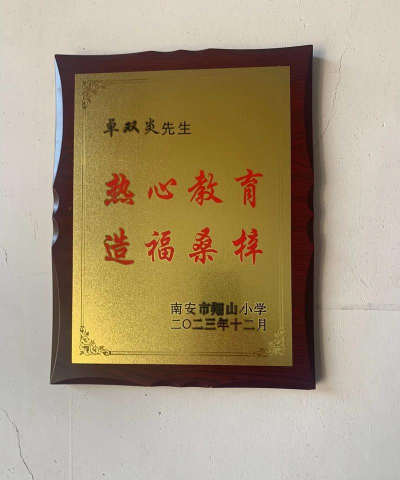 卓双炎先生
热心教育
造福桑梓
南安市翔山小学
二〇二三年十二月